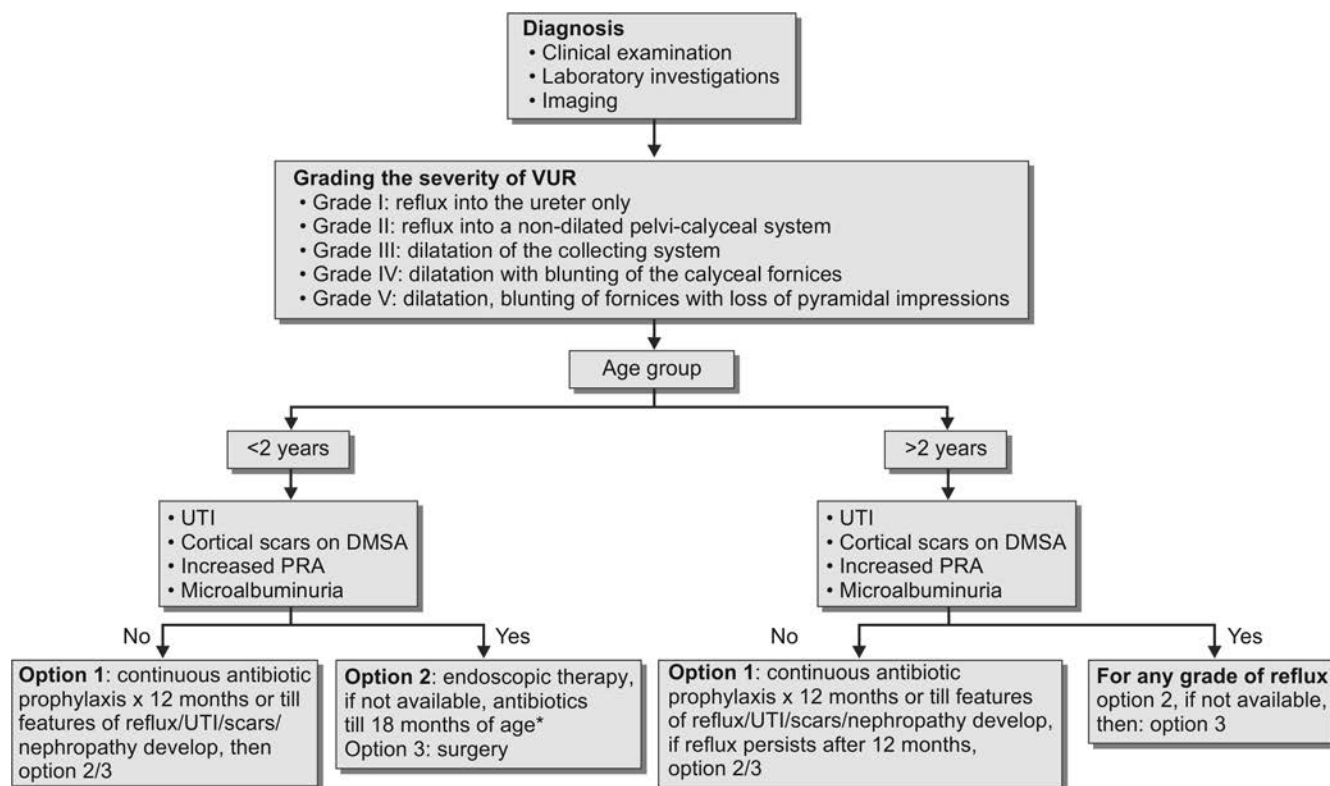 Diagnosis
• Clinical examination
• Laboratory investigations
• Imaging
Grading the severity of VUR
• Grade I: reflux into the ureter only
• Grade II: reflux into a non-dilated pelvi-calyceal system
• Grade III: dilatation of the collecting system
• Grade IV: dilatation with blunting of the calyceal fornices
• Grade V: dilatation, blunting of fornices with loss of pyramidal impressions
Age group
<2 years
>2 years
• UTI
• Cortical scars on DMSA
• Increased PRA
• Microalbuminuria
• UTI
• Cortical scars on DMSA
• Increased PRA
• Microalbuminuria
No
Yes
No
Yes
Option 1: continuous antibiotic
prophylaxis x 12 months or till
features of reflux/UTI/scars/
nephropathy develop, then
option 2/3
Option 2: endoscopic therapy,
if not available, antibiotics
till 18 months of age*
Option 3: surgery
Option 1: continuous antibiotic
prophylaxis x 12 months or till features
of reflux/UTI/scars/nephropathy develop,
if reflux persists after 12 months,
option 2/3
For any grade of reflux
option 2, if not available,
then: option 3